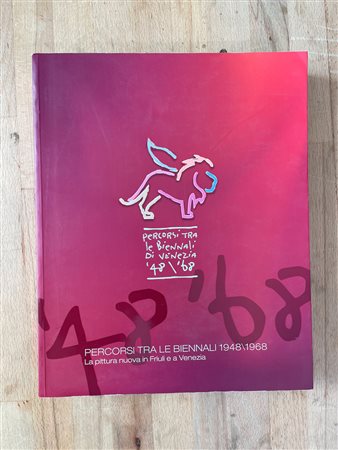 PERCORSI TRA
le BIENNALI
DI VENEZIA
'48\'68
'48 '68
PERCORSI TRA LE BIENNALI 1948\1968
La pittura nuova in Friuli e a Venezia